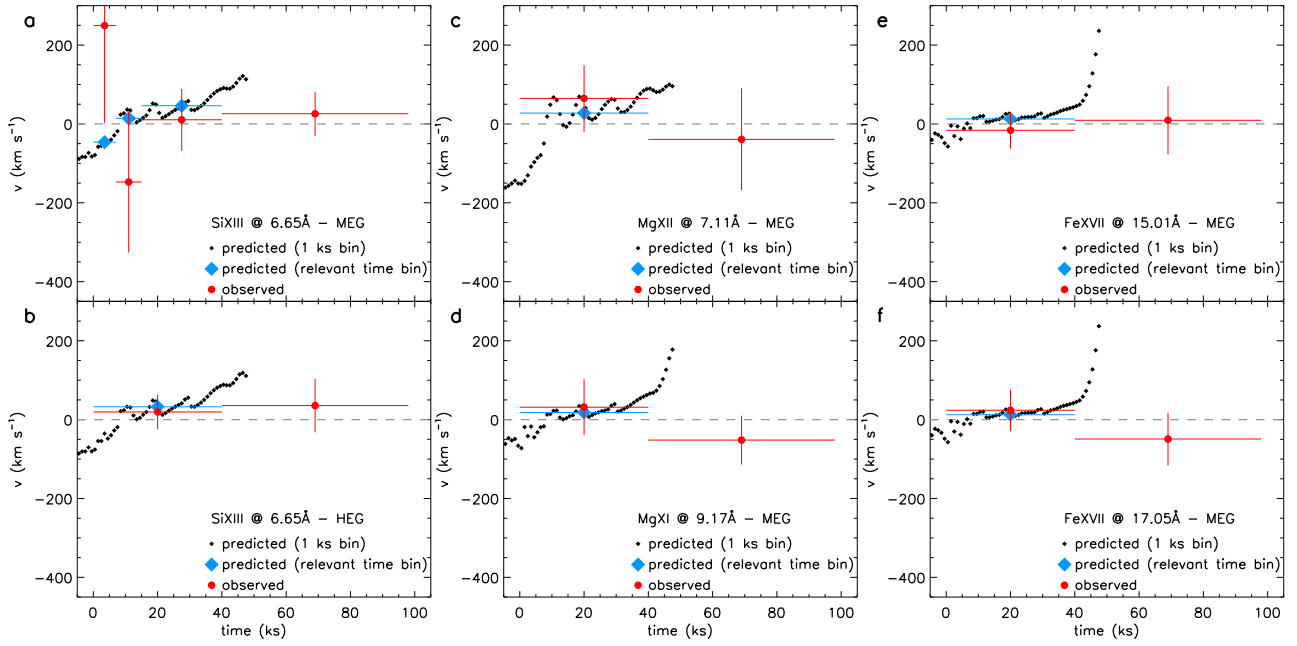 a
200
0
−200
−400
v (km s⁻¹)
SiXIII @ 6.65Å − MEG
predicted (1 ks bin)
predicted (relevant time bin)
observed
b
200
0
−200
−400
v (km s⁻¹)
SiXIII @ 6.65Å − HEG
predicted (1 ks bin)
predicted (relevant time bin)
observed
0 20 40 60 80 100
time (ks)
c
v (km s⁻¹)
MgXII @ 7.11Å − MEG
predicted (1 ks bin)
predicted (relevant time bin)
observed
d
v (km s⁻¹)
MgXI @ 9.17Å − MEG
predicted (1 ks bin)
predicted (relevant time bin)
observed
200
0
−200
−400
200
0
−200
−400
0 20 40 60 80 100
time (ks)
e
200
0
−200
−400
v (km s⁻¹)
FeXVII @ 15.01Å − MEG
predicted (1 ks bin)
predicted (relevant time bin)
observed
f
200
0
−200
−400
v (km s⁻¹)
FeXVII @ 17.05Å − MEG
predicted (1 ks bin)
predicted (relevant time bin)
observed
0 20 40 60 80 100
time (ks)